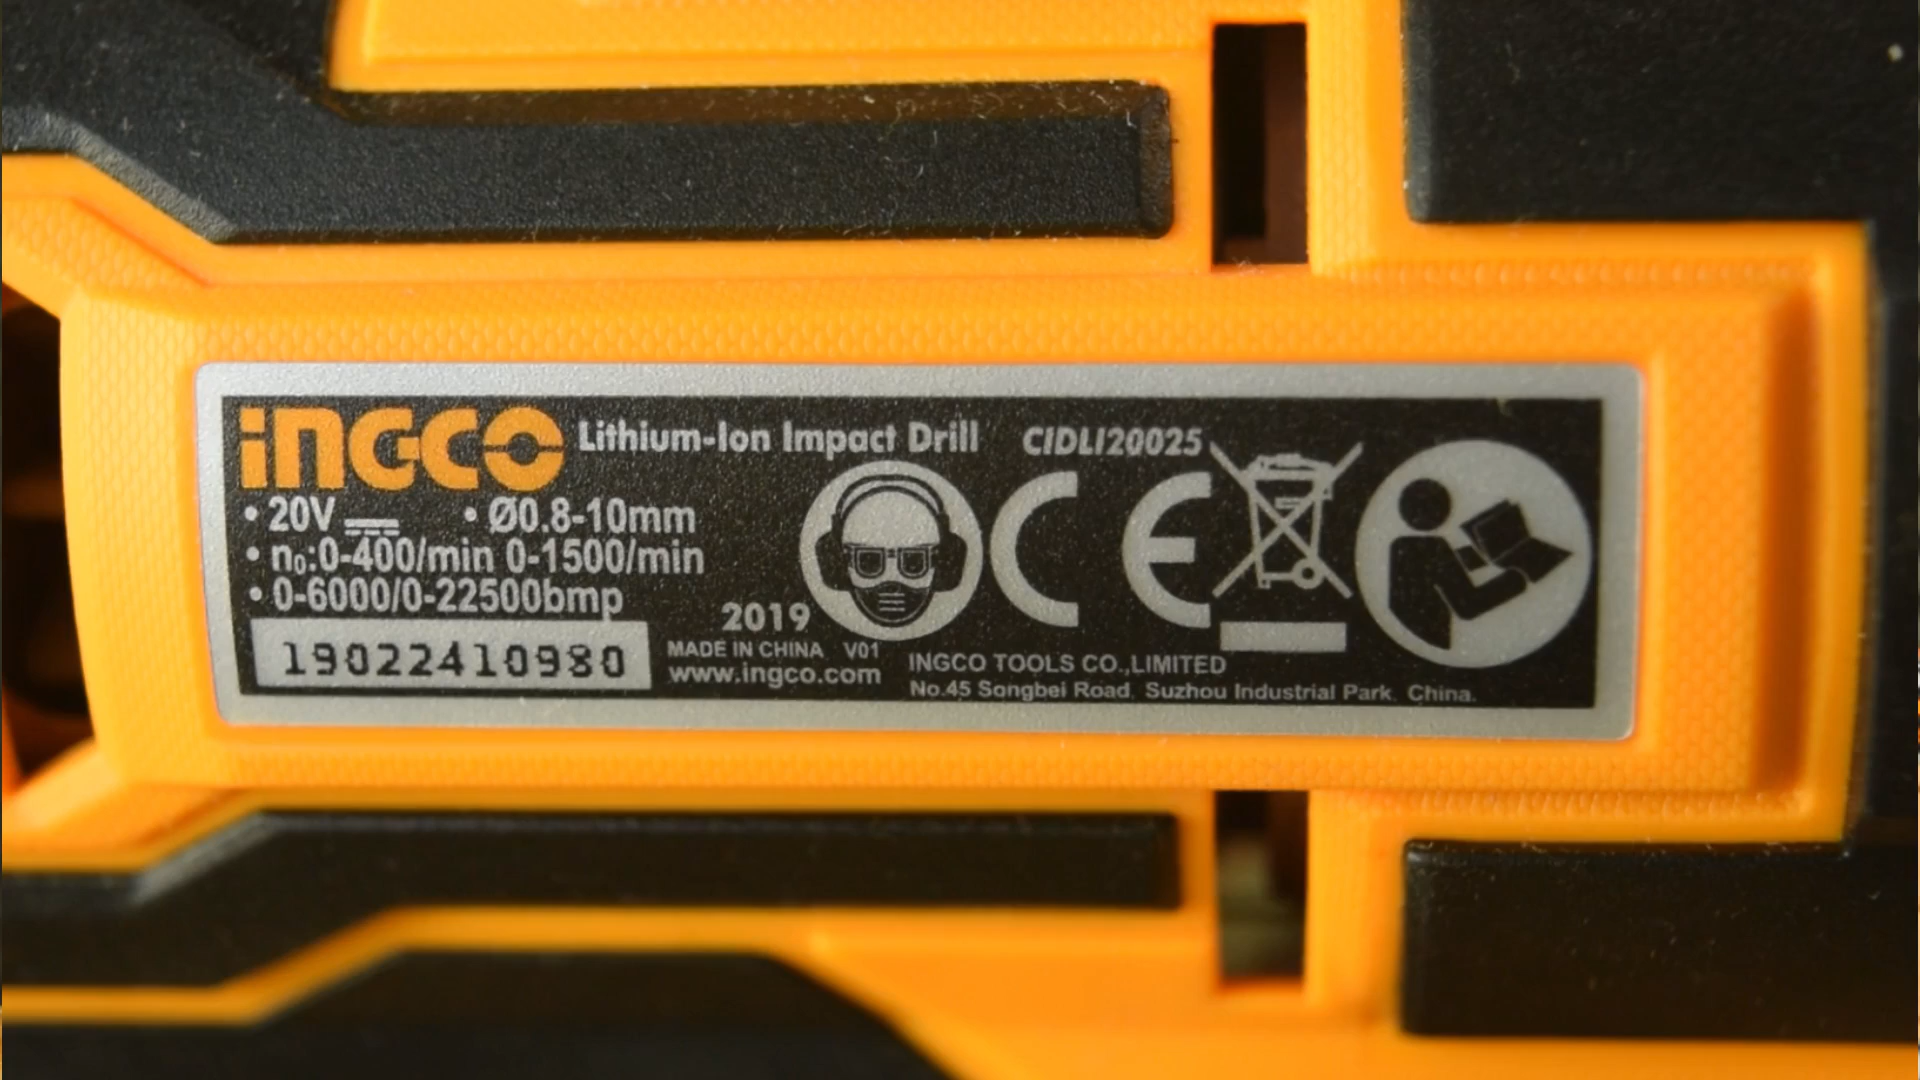 INGCO Lithium-Ion Impact Drill CIDLI20025
• 20V • Ø0.8-10mm
• n₀:0-400/min 0-1500/min
• 0-6000/0-22500bmp
19022410980
2019
MADE IN CHINA V01
www.ingco.com
CE
INGCO TOOLS CO.,LIMITED
No.45 Songbei Road, Suzhou Industrial Park, China.